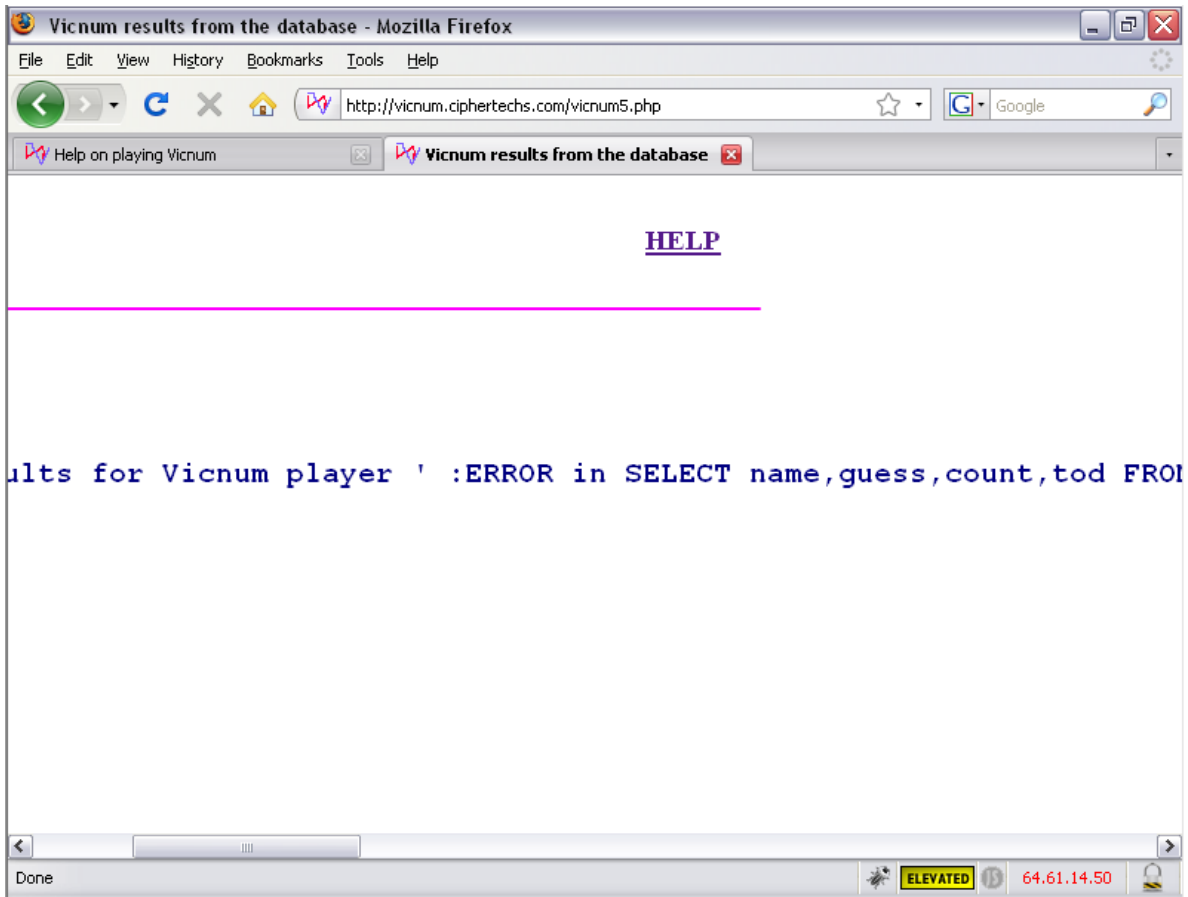 Vicnum results from the database - Mozilla Firefox
File Edit View History Bookmarks Tools Help
http://vicnum.ciphertechs.com/vicnum5.php
G Google
Help on playing Vicnum
Vicnum results from the database
HELP
ults for Vicnum player ' :ERROR in SELECT name,guess,count,tod FRO
Done
ELEVATED
JS
64.61.14.50